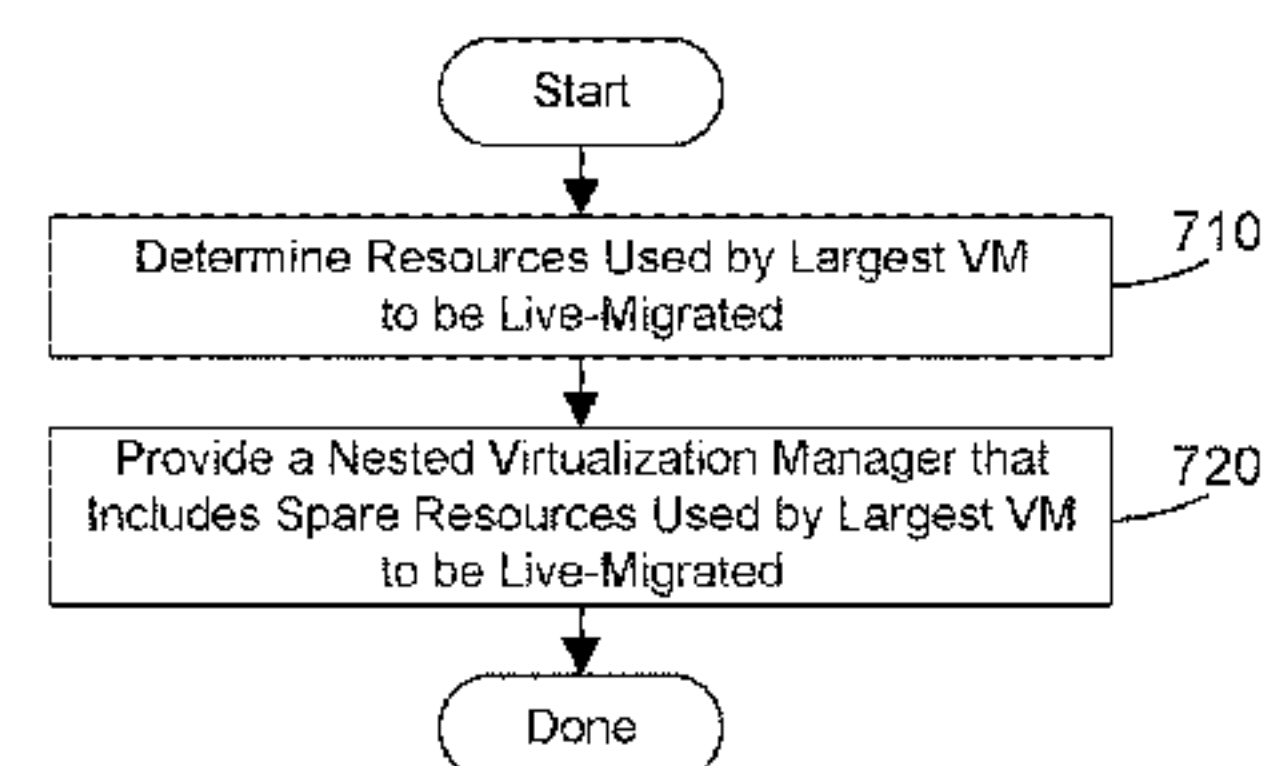 Start
Determine Resources Used by Largest VM
to be Live-Migrated
710
Provide a Nested Virtualization Manager that
Includes Spare Resources Used by Largest VM
to be Live-Migrated
720
Done